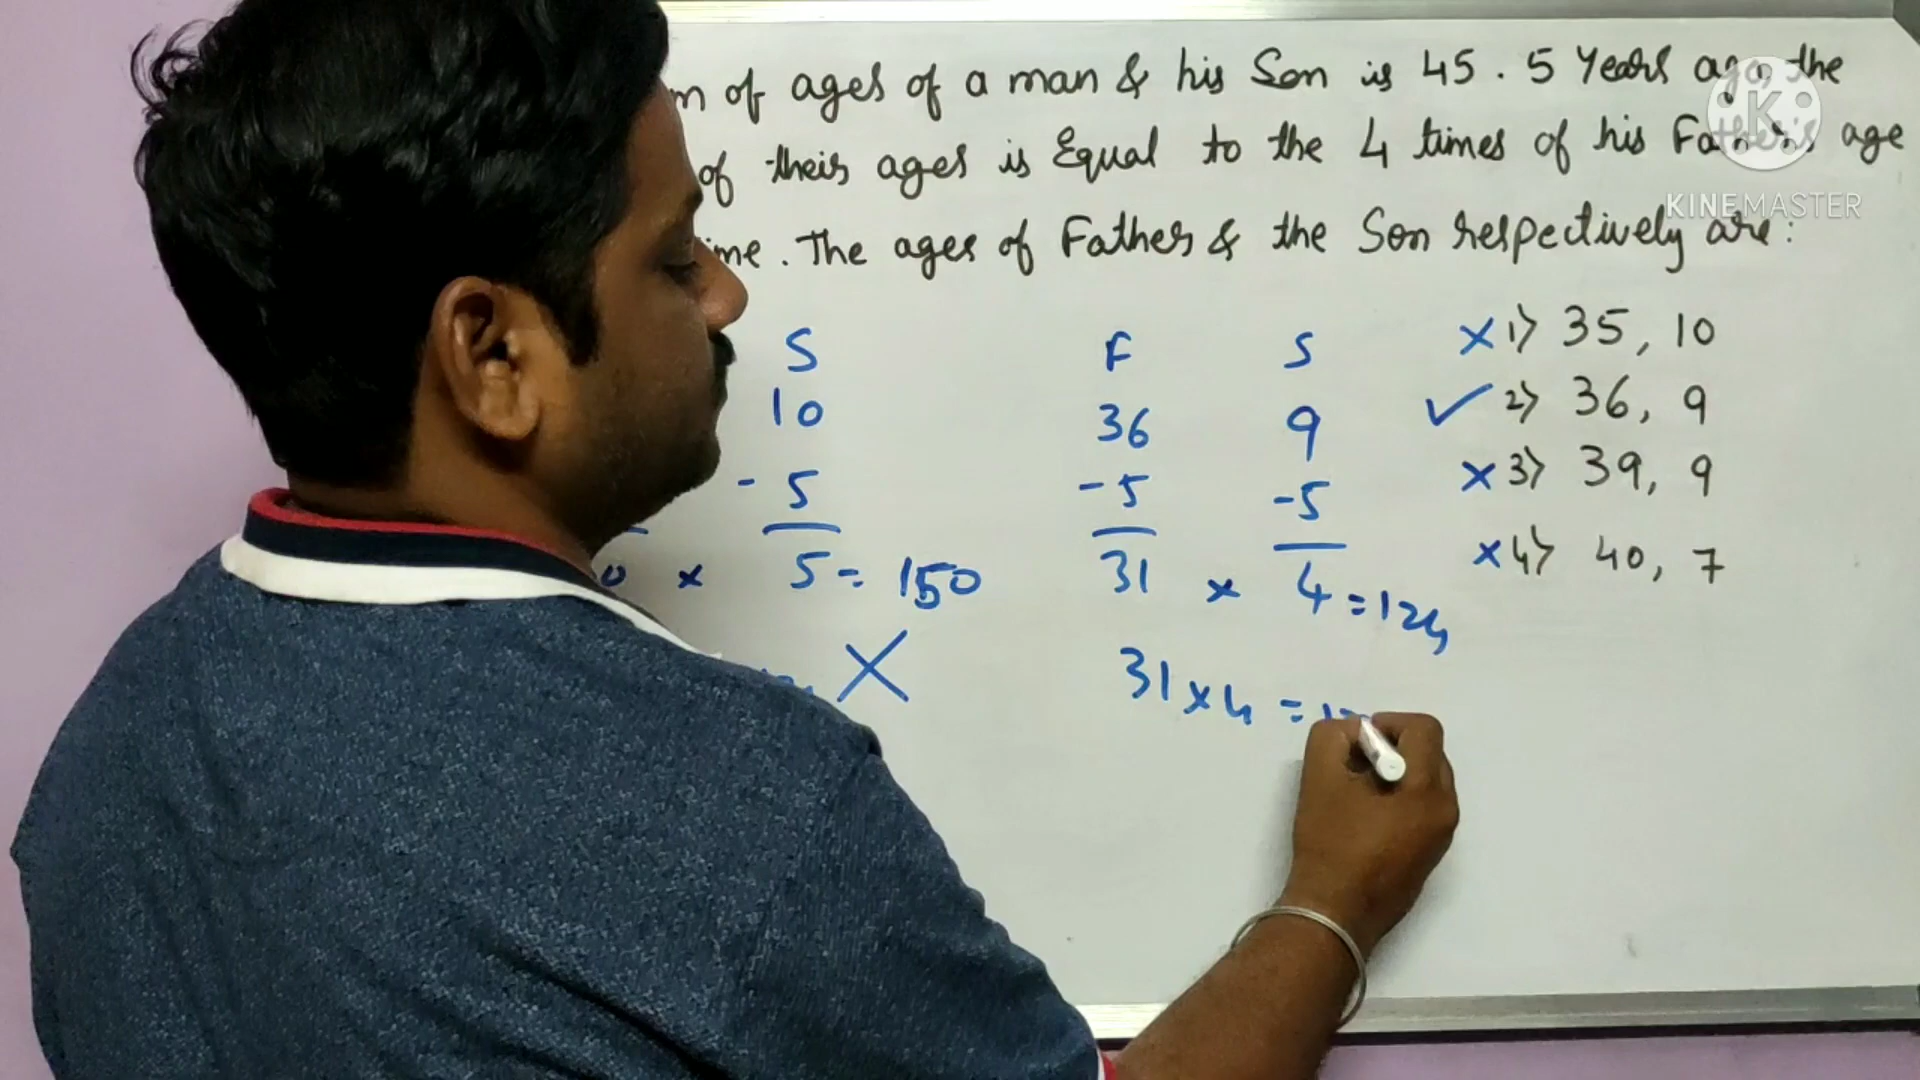 of ages of a man & his Son is 45. 5 Years ago the
of their ages is Equal to the 4 times of his Father's age
The ages of Father & the Son respectively are:
K
KINEMASTER
S
10
- 5
5 = 150
x
X
F S
36 9
-5 -5
31 x 4 = 124
31 x 4 =
x 1) 35, 10
✓ 2) 36, 9
x 3) 39, 9
x 4) 40, 7